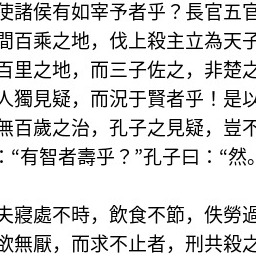 使諸侯有如宰予者乎？長官五官
間百乘之地，伐上殺主立為天子
百里之地，而三子佐之，非楚之
人獨見疑，而況于賢者乎！是以
無百歲之治，孔子之見疑，豈不
：“有智者壽乎？”孔子曰：“然。
夫寢處不時，飲食不節，佚勞過
欲無厭，而求不止者，刑共殺之